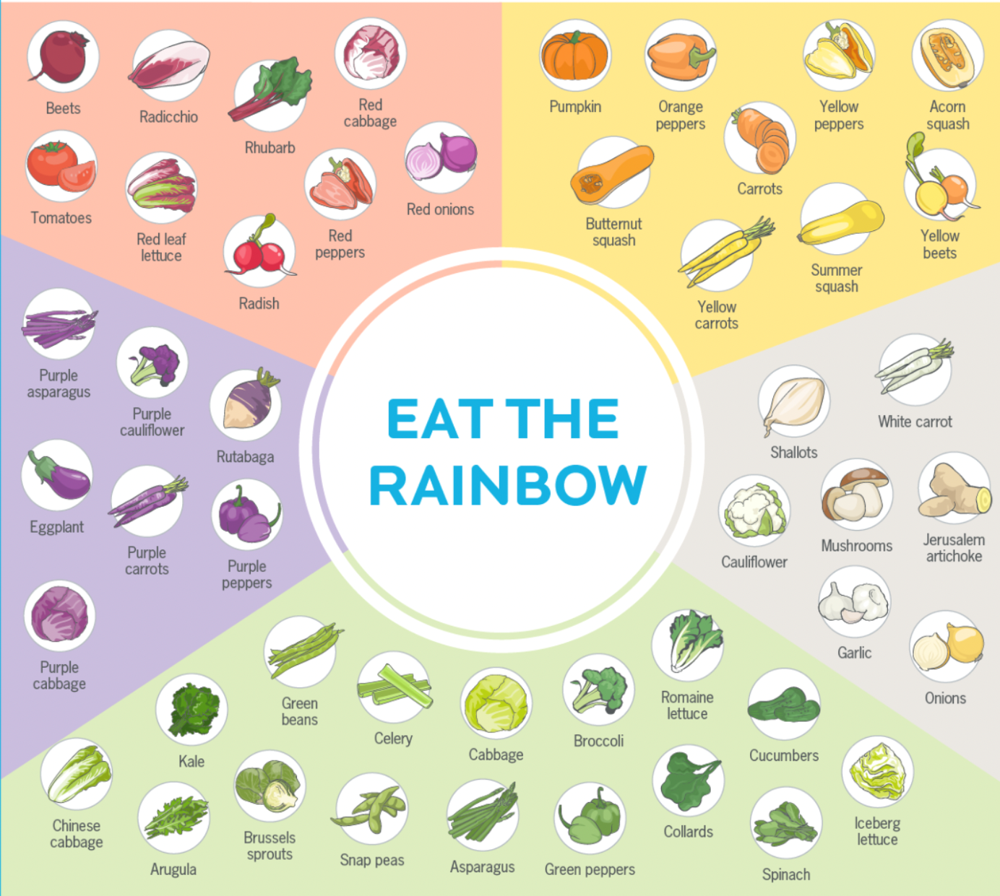 Beets
Radicchio
Rhubarb
Red
cabbage
Tomatoes
Red leaf
lettuce
Radish
Red
peppers
Red onions
Pumpkin
Orange
peppers
Yellow
peppers
Acorn
squash
Carrots
Butternut
squash
Yellow
carrots
Summer
squash
Yellow
beets
Purple
asparagus
Purple
cauliflower
Rutabaga
Eggplant
Purple
carrots
Purple
peppers
Purple
cabbage
EAT THE
RAINBOW
White carrot
Shallots
Cauliflower
Mushrooms
Jerusalem
artichoke
Garlic
Onions
Green
beans
Celery
Cabbage
Broccoli
Romaine
lettuce
Cucumbers
Kale
Chinese
cabbage
Arugula
Brussels
sprouts
Snap peas
Asparagus
Green peppers
Collards
Spinach
Iceberg
lettuce